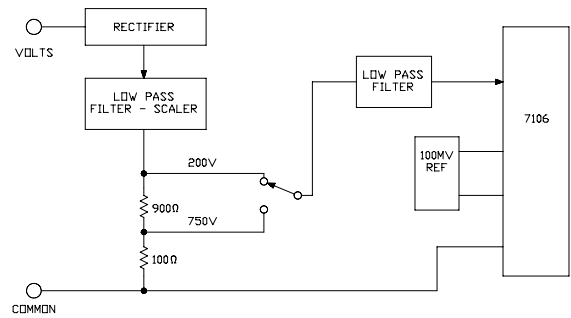 RECTIFIER
VOLTS
LOW PASS
FILTER - SCALER
LOW PASS
FILTER
7106
200V
100MV
REF
900Ω
750V
100Ω
COMMON